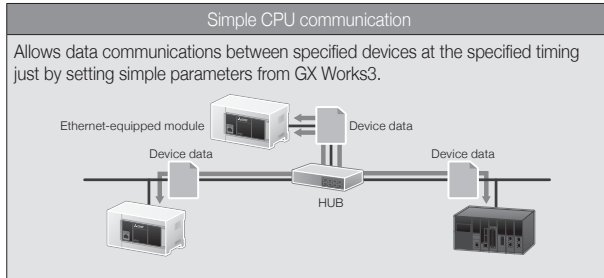 Simple CPU communication
Allows data communications between specified devices at the specified timing
just by setting simple parameters from GX Works3.
Ethernet-equipped module
Device data
Device data
Device data
HUB